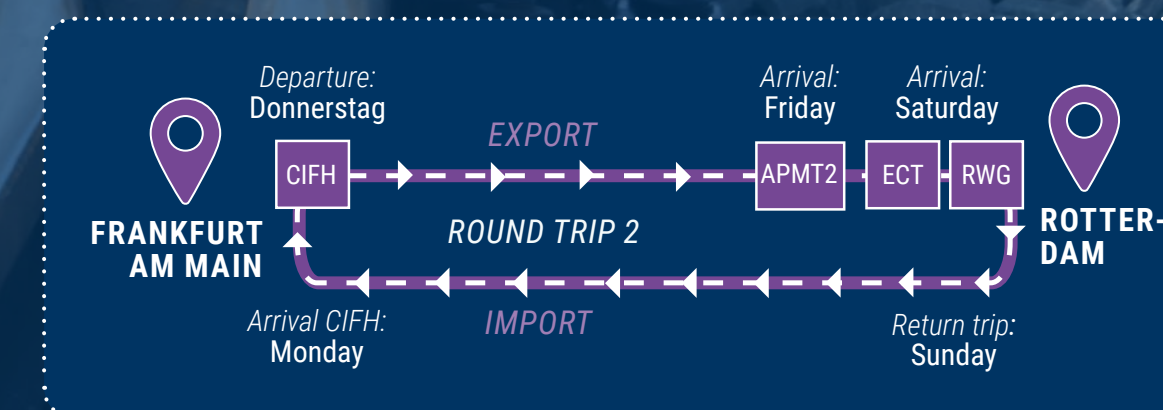 Departure:
Donnerstag
Arrival:
Friday
Arrival:
Saturday
EXPORT
CIFH
APMT2
ECT
RWG
FRANKFURT
AM MAIN
ROUND TRIP 2
ROTTER-
DAM
Arrival CIFH:
Monday
IMPORT
Return trip:
Sunday